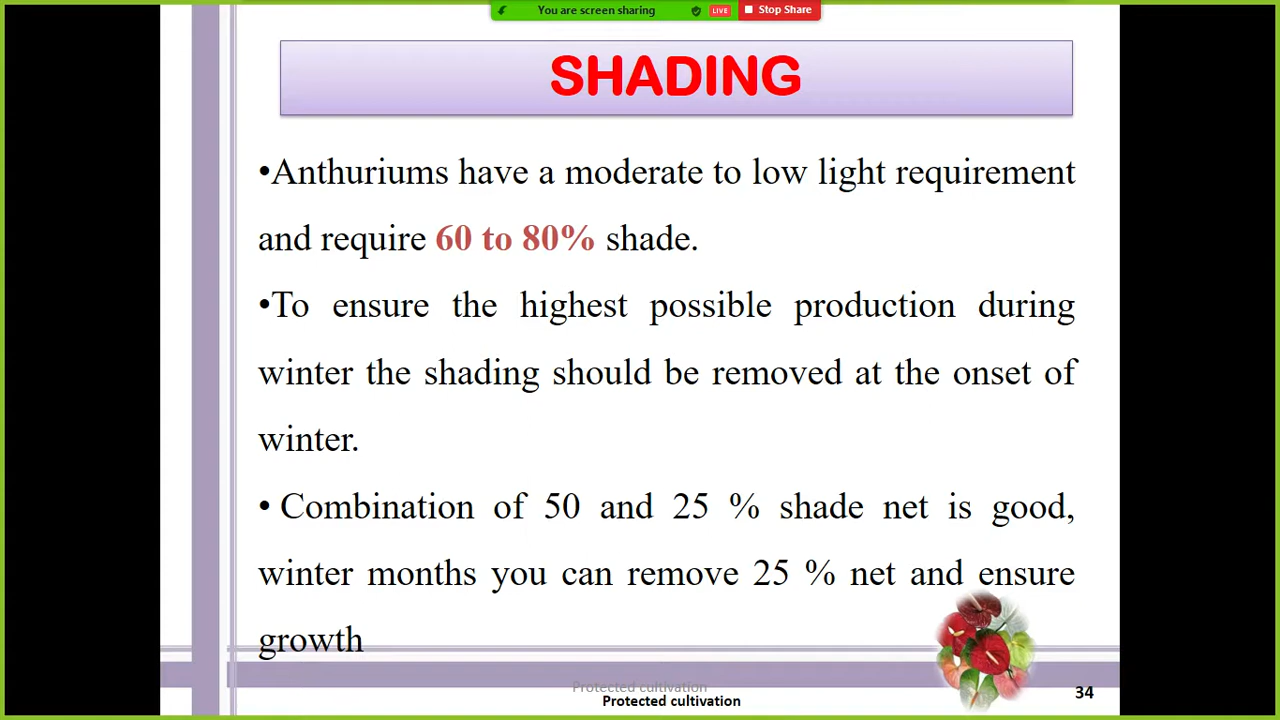 You are screen sharing LIVE Stop Share
SHADING
•Anthuriums have a moderate to low light requirement
and require 60 to 80% shade.
•To ensure the highest possible production during
winter the shading should be removed at the onset of
winter.
• Combination of 50 and 25 % shade net is good,
winter months you can remove 25 % net and ensure
growth
Protected cultivation
Protected cultivation
34